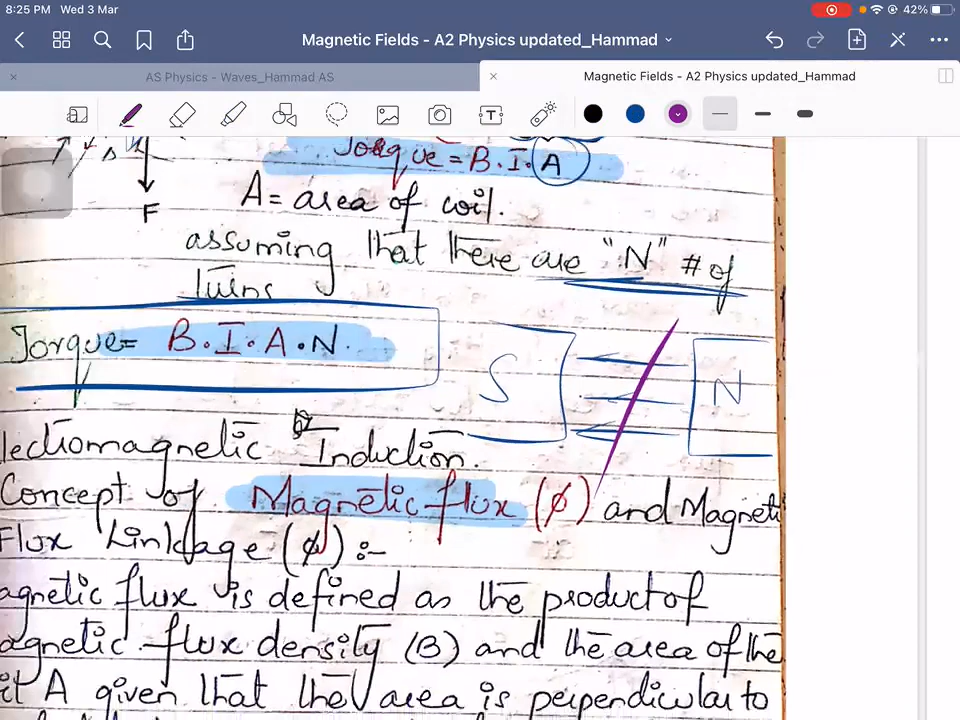 8:25 PM Wed 3 Mar
42%
Magnetic Fields - A2 Physics updated_Hammad
AS Physics - Waves_Hammad AS
Magnetic Fields - A2 Physics updated_Hammad
Torque = B.I.A
F
A = area of coil.
assuming that there are "N" # of
turns
Torque = B.I.A.N.
S
N
lectromagnetic Induction.
Concept of Magnetic flux (φ) and Magneti
Flux Linkage (φ) :-
agnetic flux is defined as the product of
agnetic flux density (B) and the area of the
it A given that the area is perpendicular to